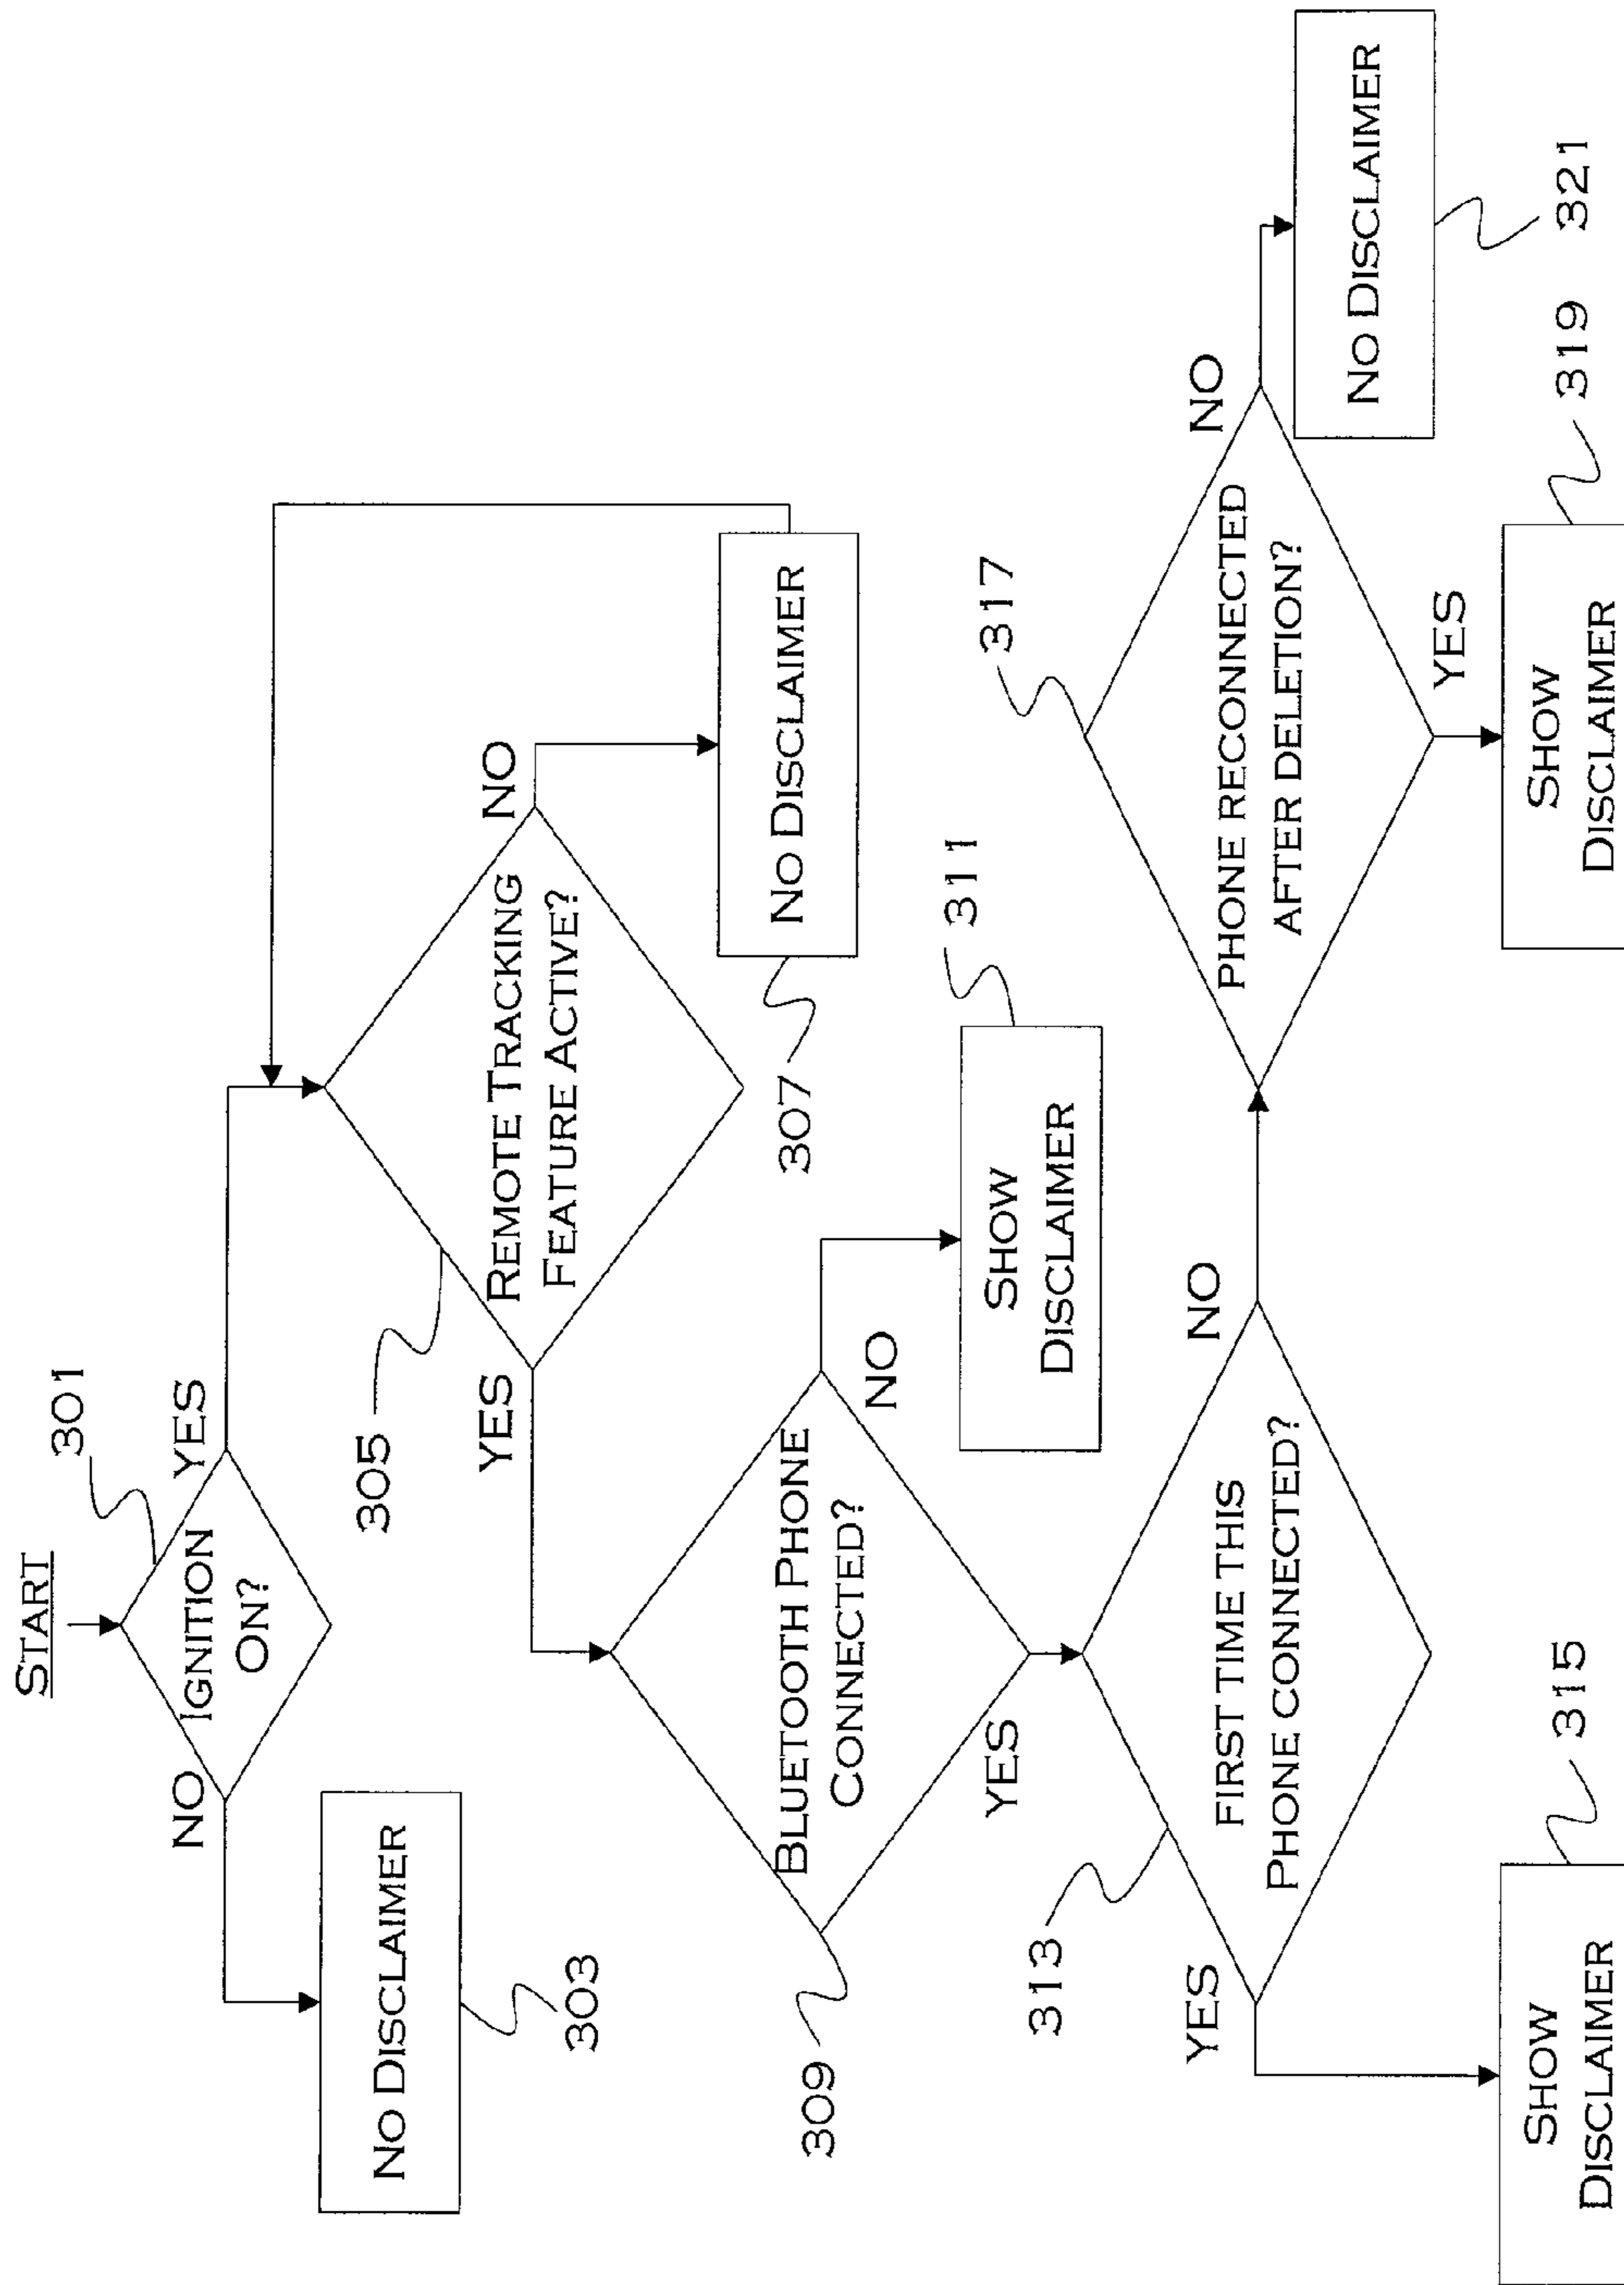 START
IGNITION
ON?
301
YES
NO
NO DISCLAIMER
303
REMOTE TRACKING
FEATURE ACTIVE?
305
NO
YES
NO DISCLAIMER
307
BLUETOOTH PHONE
CONNECTED?
309
NO
YES
SHOW
DISCLAIMER
311
FIRST TIME THIS
PHONE CONNECTED?
313
YES
NO
SHOW
DISCLAIMER
315
PHONE RECONNECTED
AFTER DELETION?
317
NO
YES
SHOW
DISCLAIMER
319
NO DISCLAIMER
321